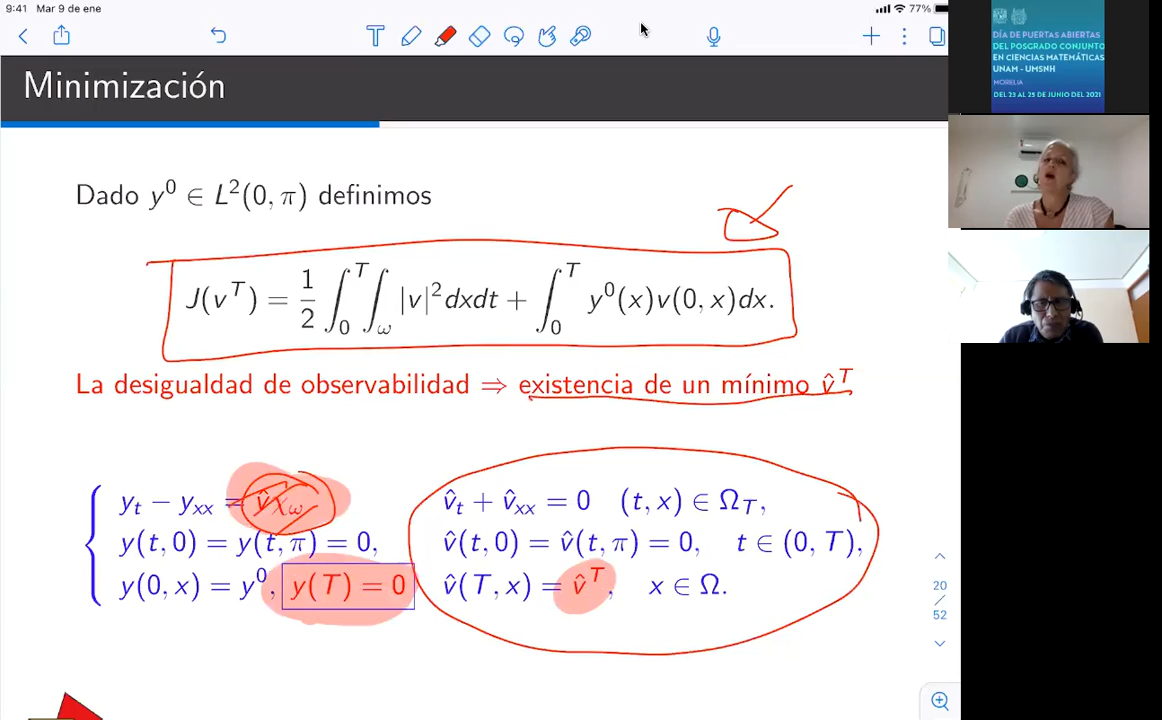 9:41 Mar 9 de ene
77%
Minimización
Dado y⁰ ∈ L²(0, π) definimos
J(vᵀ) = 1/2 ∫₀ᵀ ∫_ω |v|² dxdt + ∫₀ᵀ y⁰(x)v(0, x)dx.
La desigualdad de observabilidad ⇒ existencia de un mínimo v̂ᵀ
y_t − y_xx = v̂χ_ω
y(t, 0) = y(t, π) = 0,
y(0, x) = y⁰, y(T) = 0
v̂_t + v̂_xx = 0 (t, x) ∈ Ω_T,
v̂(t, 0) = v̂(t, π) = 0, t ∈ (0, T),
v̂(T, x) = v̂ᵀ, x ∈ Ω.
20
/
52
DÍA DE PUERTAS ABIERTAS
DEL POSGRADO CONJUNTO
EN CIENCIAS MATEMÁTICAS
UNAM - UMSNH
MORELIA
DEL 23 AL 25 DE JUNIO DEL 2021